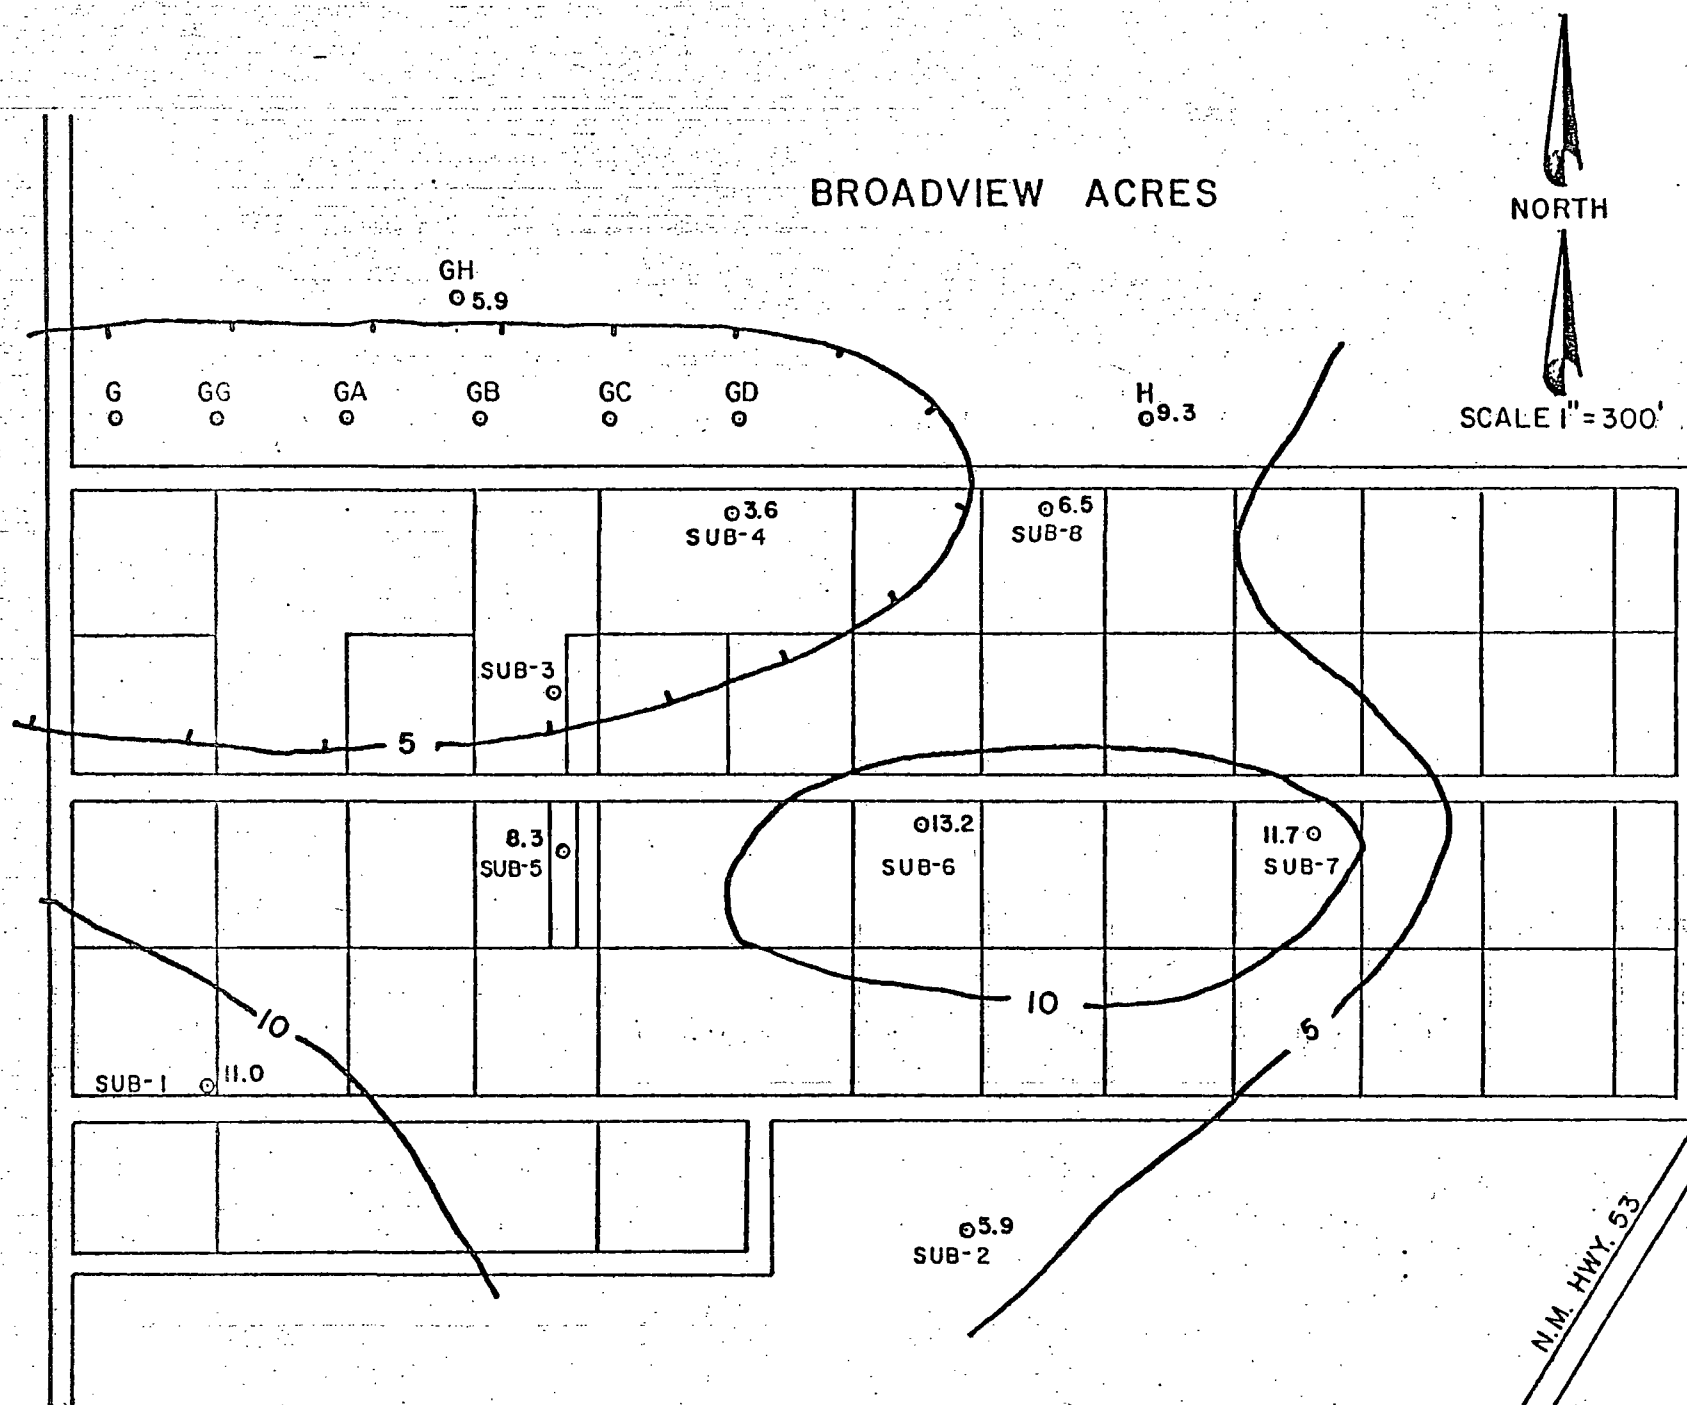 BROADVIEW ACRES
NORTH
SCALE 1" = 300'
GH
5.9
G GG GA GB GC GD H
9.3
3.6
SUB-4
6.5
SUB-8
SUB-3
5
13.2
SUB-6
8.3
SUB-5
11.7
SUB-7
10
10
5
SUB-1 11.0
5.9
SUB-2
N.M. HWY. 53